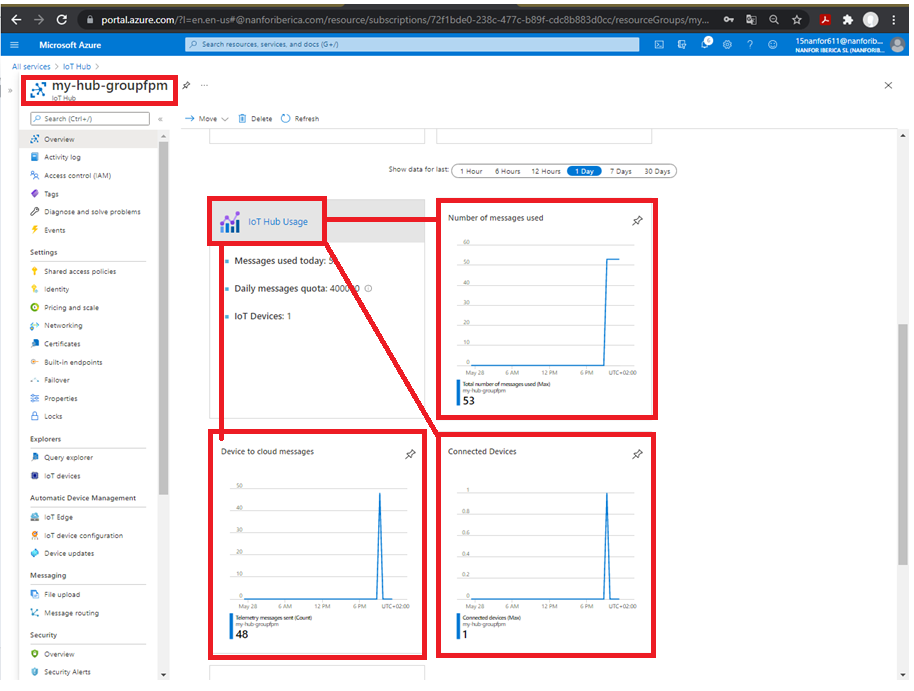 portal.azure.com/?l=en.en-us#@nanforiberica.com/resource/subscriptions/72f1bde0-238c-477c-b89f-cdc8b883d0cc/resourceGroups/my...
Microsoft Azure
Search resources, services, and docs (G+/)
15nanfor611@nanforib...
NANFOR IBERICA SL (NANFORIB...
All services > IoT Hub >
my-hub-groupfpm
IoT Hub
Search (Ctrl+/)
Move
Delete
Refresh
Overview
Activity log
Access control (IAM)
Tags
Diagnose and solve problems
Events
Settings
Shared access policies
Identity
Pricing and scale
Networking
Certificates
Built-in endpoints
Failover
Properties
Locks
Explorers
Query explorer
IoT devices
Automatic Device Management
IoT Edge
IoT device configuration
Device updates
Messaging
File upload
Message routing
Security
Overview
Security Alerts
Show data for last:
1 Hour
6 Hours
12 Hours
1 Day
7 Days
30 Days
IoT Hub Usage
Messages used today:
Daily messages quota: 400000
IoT Devices: 1
Number of messages used
60
50
40
30
20
10
0
May 28
6 AM
12 PM
6 PM
UTC+02:00
Total number of messages used (Max)
my-hub-groupfpm
53
Device to cloud messages
50
40
30
20
10
0
May 28
6 AM
12 PM
6 PM
UTC+02:00
Telemetry messages sent (Count)
my-hub-groupfpm
48
Connected Devices
1
0.8
0.6
0.4
0.2
0
May 28
6 AM
12 PM
6 PM
UTC+02:00
Connected devices (Max)
my-hub-groupfpm
1